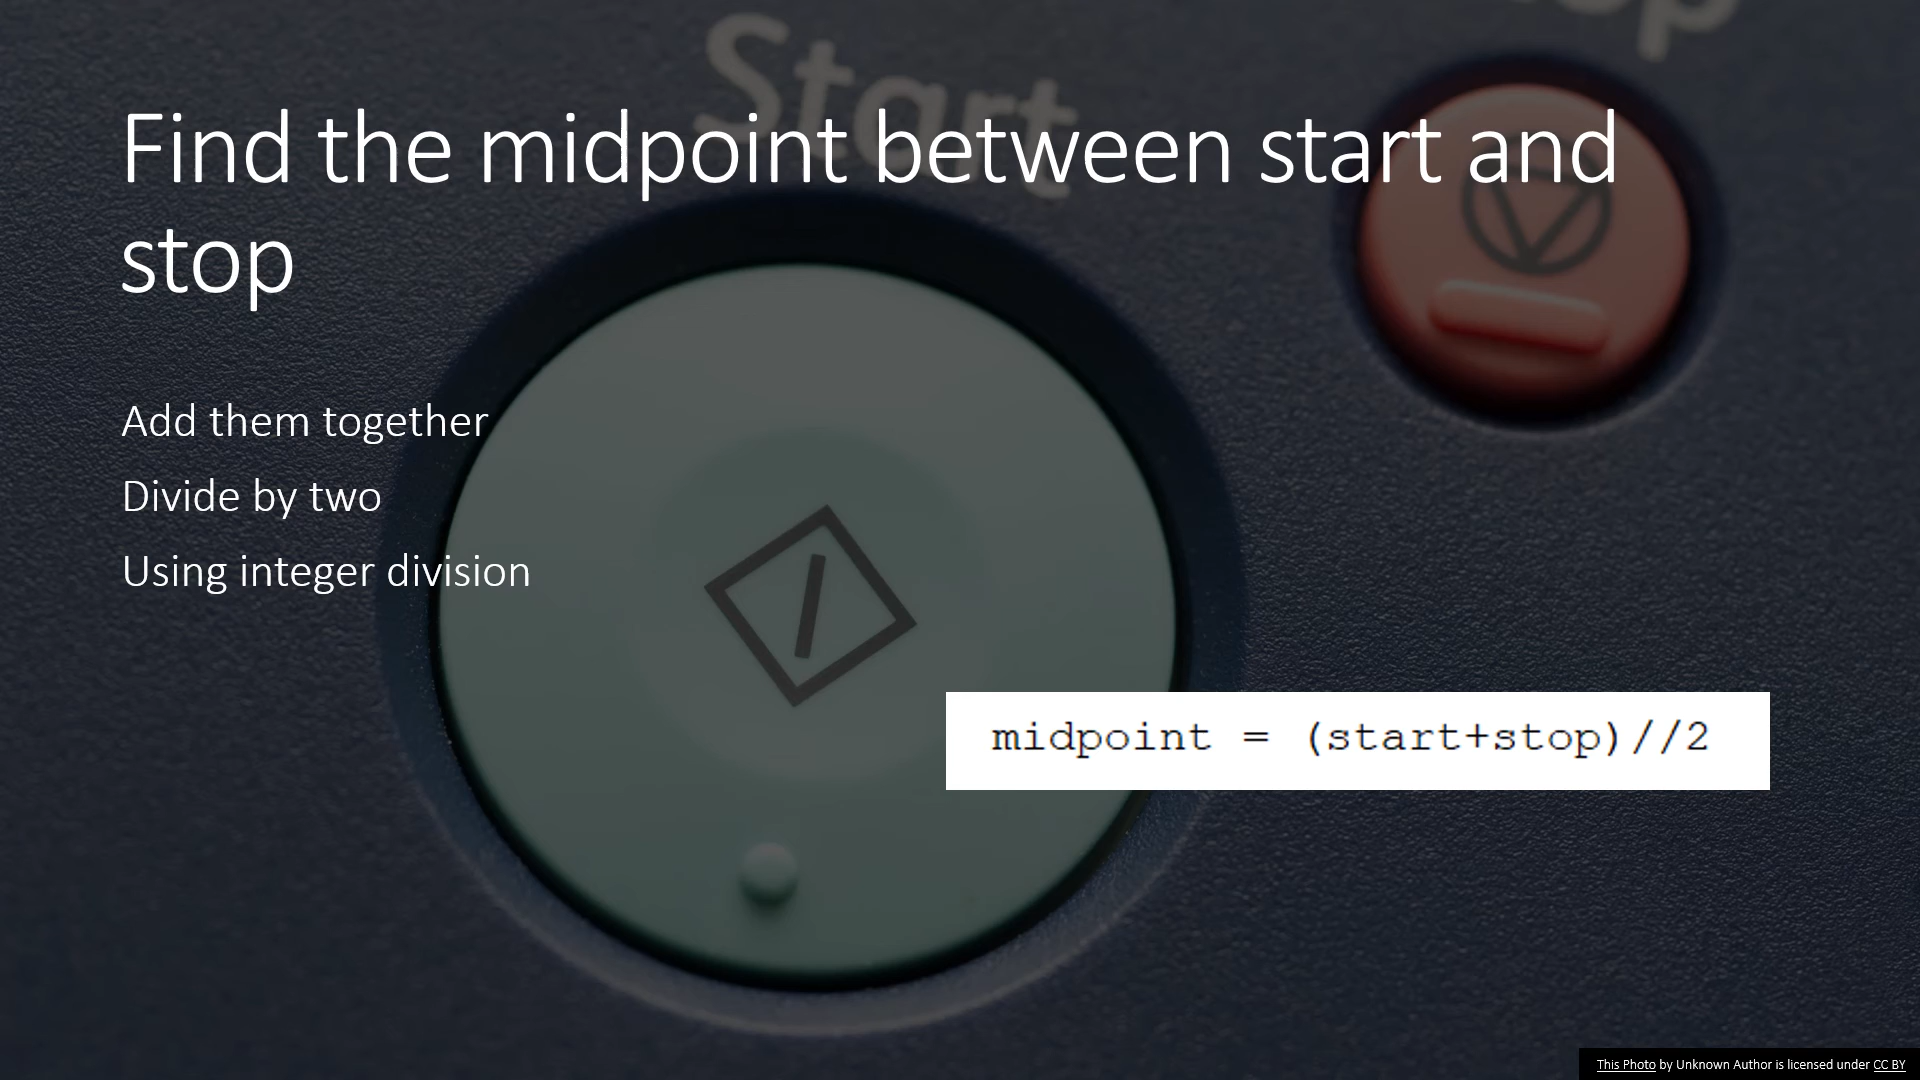 Start
Find the midpoint between start and
stop
Add them together
Divide by two
Using integer division
midpoint = (start+stop)//2
This Photo by Unknown Author is licensed under CC BY